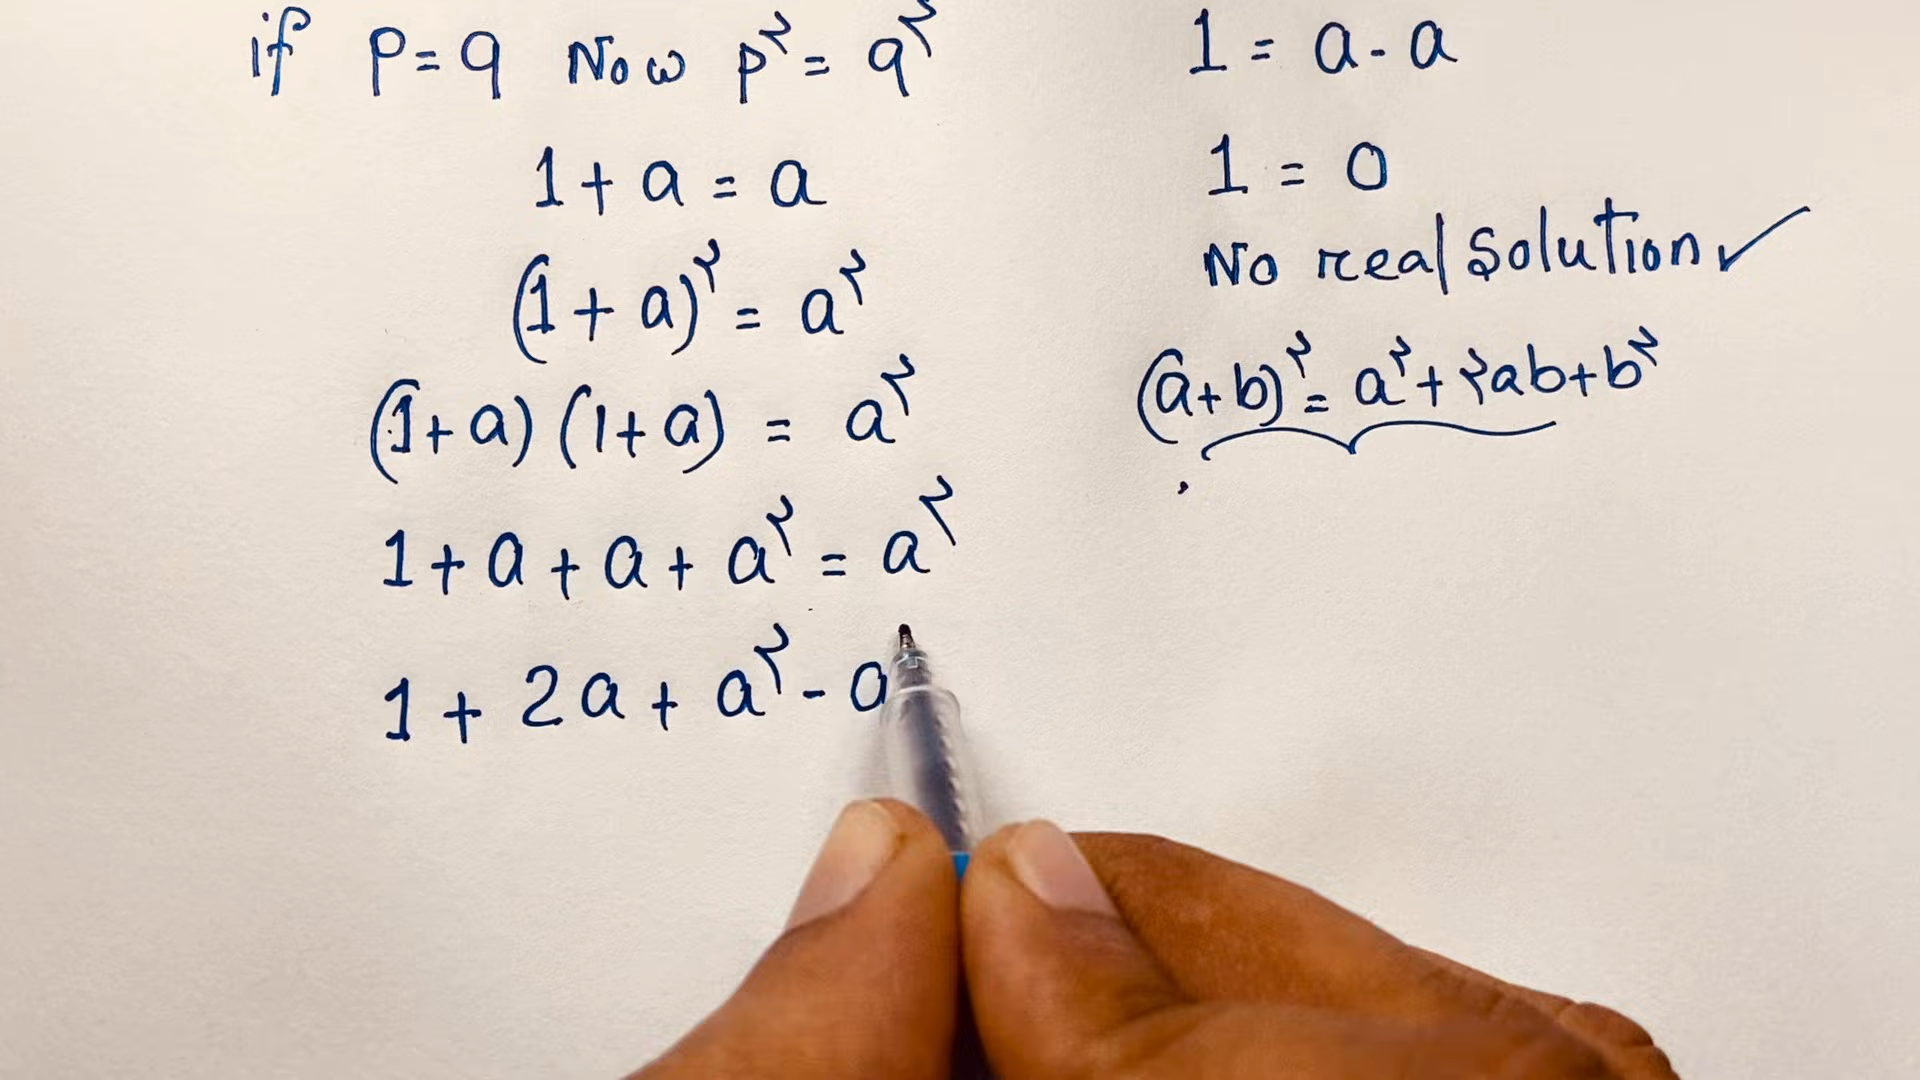 if p=q Now p²=q²
1+a=a
(1+a)²=a²
(1+a)(1+a)=a²
1+a+a+a²=a²
1+2a+a²-a
1=a-a
1=0
No real solution✓
(a+b)²=a²+2ab+b²